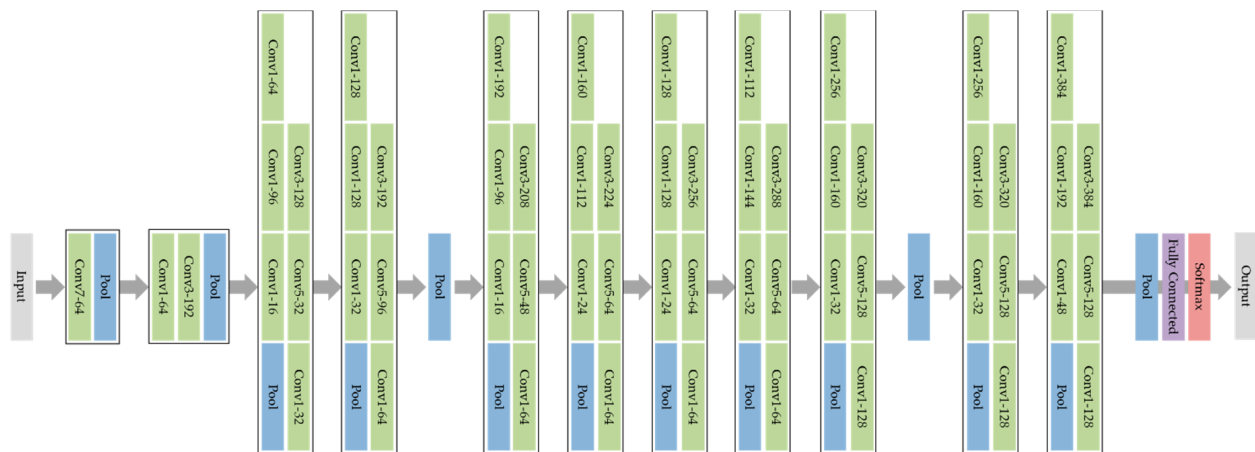 Input
Conv7-64
Pool
Conv1-64
Conv3-192
Pool
Conv1-64
Conv1-96
Conv3-128
Conv1-16
Conv5-32
Pool
Conv1-32
Conv1-128
Conv1-128
Conv3-192
Conv1-32
Conv5-96
Pool
Conv1-64
Pool
Conv1-192
Conv1-96
Conv3-208
Conv1-16
Conv5-48
Pool
Conv1-64
Conv1-160
Conv1-112
Conv3-224
Conv1-24
Conv5-64
Pool
Conv1-64
Conv1-128
Conv1-128
Conv3-256
Conv1-24
Conv5-64
Pool
Conv1-64
Conv1-112
Conv1-144
Conv3-288
Conv1-32
Conv5-64
Pool
Conv1-64
Conv1-256
Conv1-160
Conv3-320
Conv1-32
Conv5-128
Pool
Conv1-128
Pool
Conv1-256
Conv1-160
Conv3-320
Conv1-32
Conv5-128
Pool
Conv1-128
Conv1-384
Conv1-192
Conv3-384
Conv1-48
Conv5-128
Pool
Conv1-128
Pool
Fully Connected
Softmax
Output